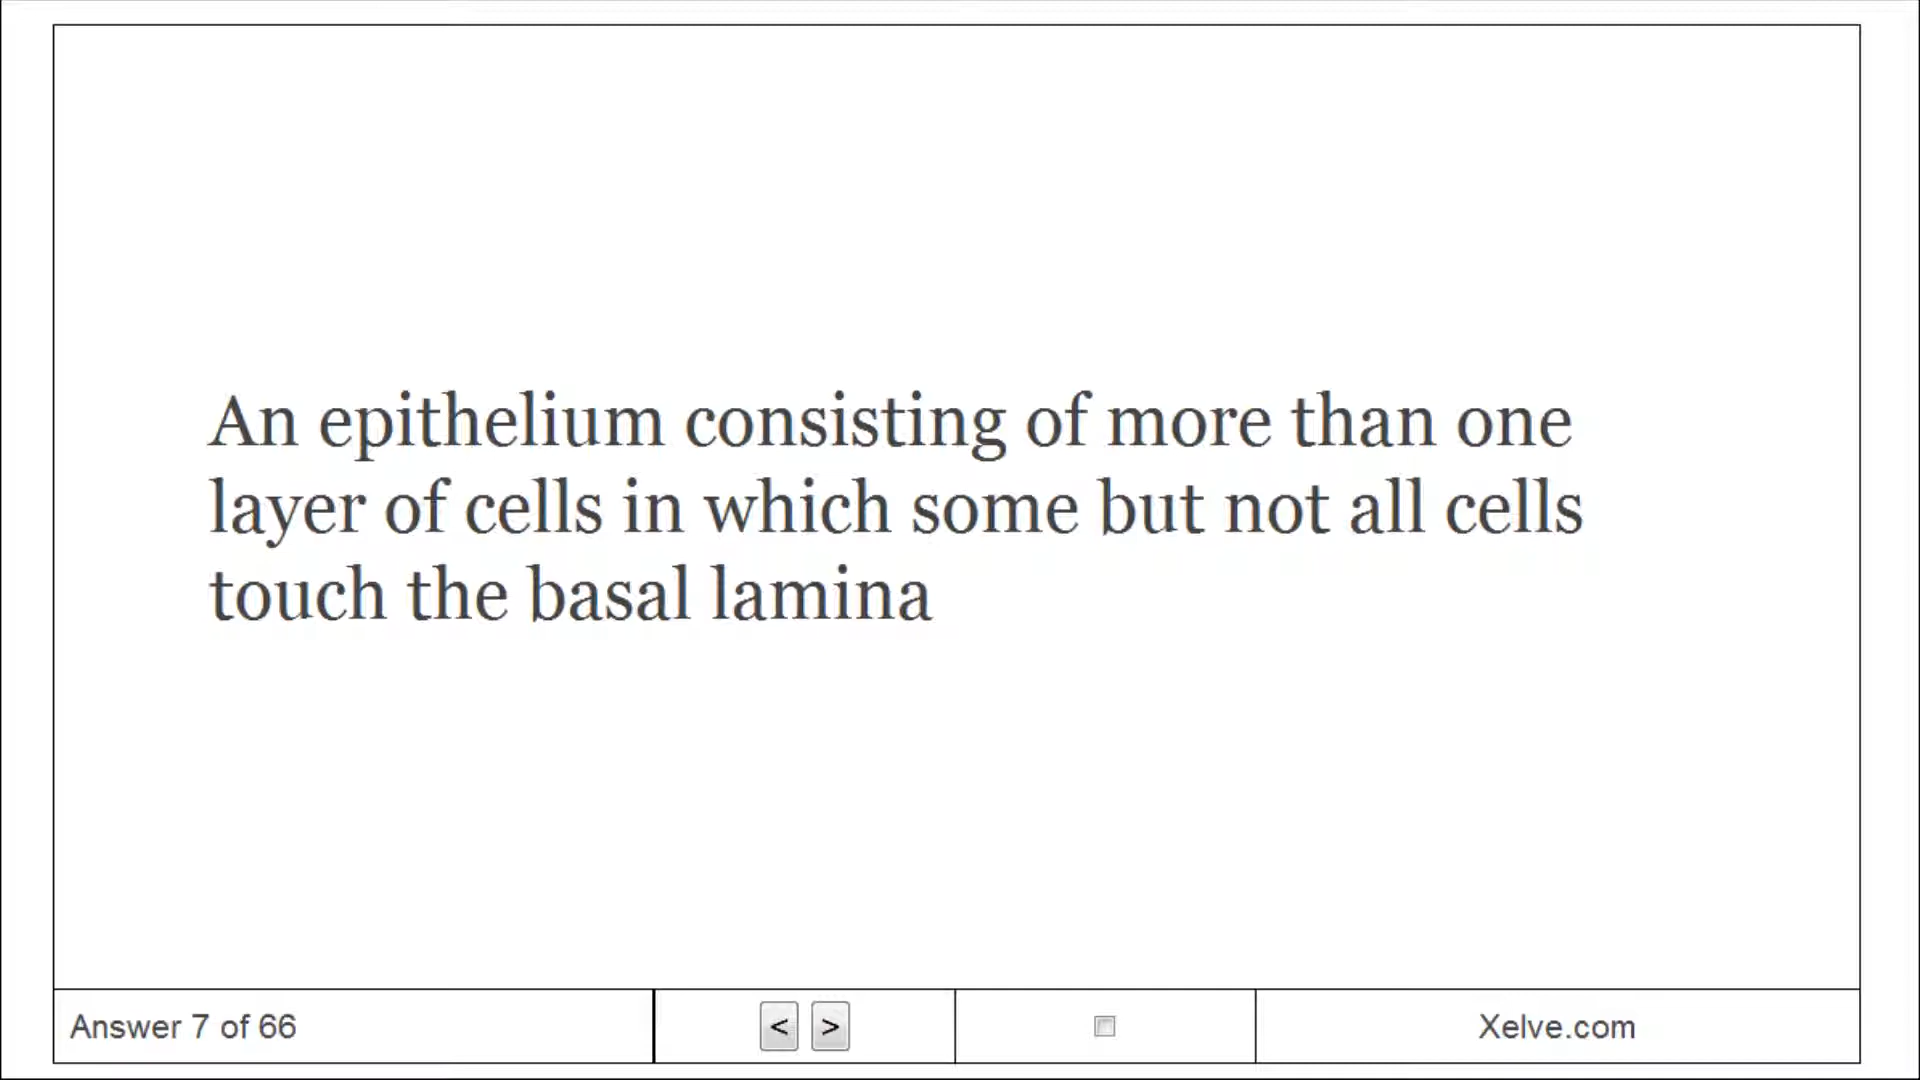 An epithelium consisting of more than one
layer of cells in which some but not all cells
touch the basal lamina
Answer 7 of 66
< >
Xelve.com